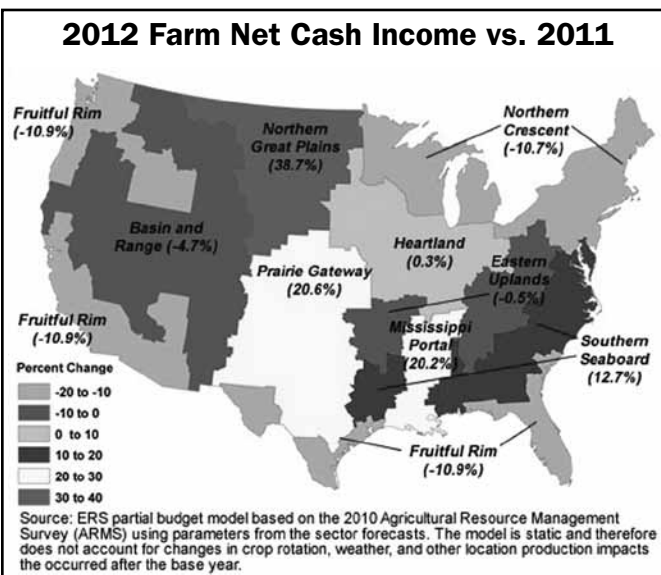 2012 Farm Net Cash Income vs. 2011
Fruitful Rim
(-10.9%)
Northern
Great Plains
(38.7%)
Northern
Crescent
(-10.7%)
Basin and
Range (-4.7%)
Heartland
(0.3%)
Eastern
Uplands
(-0.5%)
Prairie Gateway
(20.6%)
Mississippi
Portal
(20.2%)
Fruitful Rim
(-10.9%)
Southern
Seaboard
(12.7%)
Fruitful Rim
(-10.9%)
Percent Change
-20 to -10
-10 to 0
0 to 10
10 to 20
20 to 30
30 to 40
Source: ERS partial budget model based on the 2010 Agricultural Resource Management
Survey (ARMS) using parameters from the sector forecasts. The model is static and therefore
does not account for changes in crop rotation, weather, and other location production impacts
the occurred after the base year.